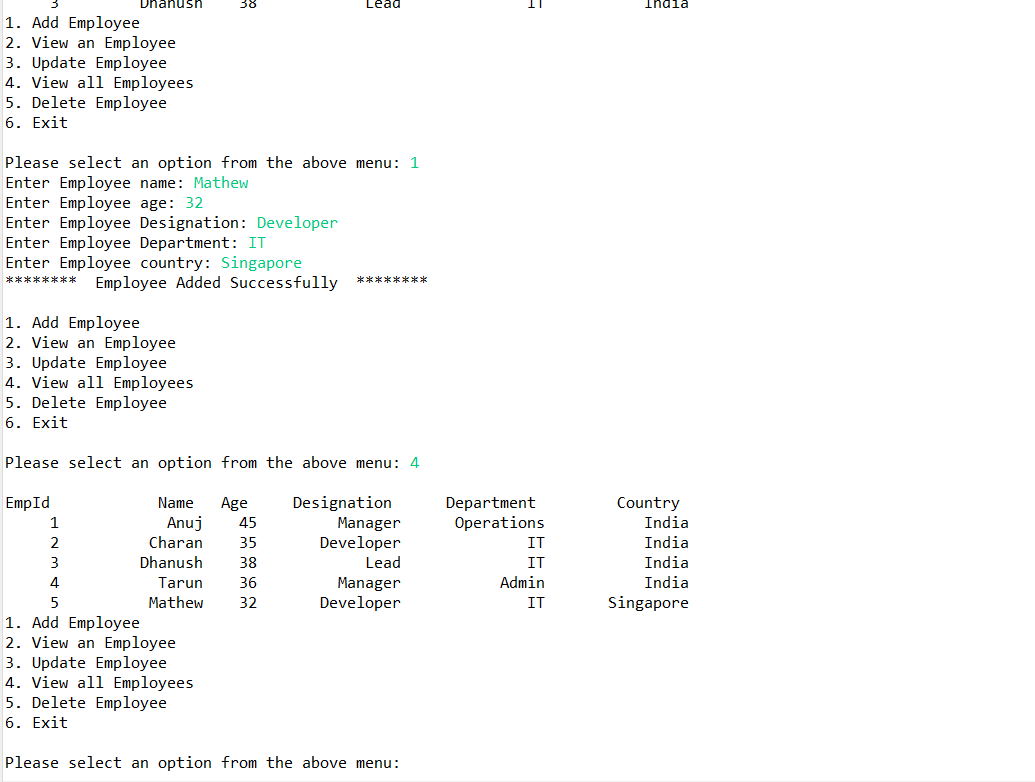 3 Dhanush 38 Lead IT India
1. Add Employee
2. View an Employee
3. Update Employee
4. View all Employees
5. Delete Employee
6. Exit
Please select an option from the above menu: 1
Enter Employee name: Mathew
Enter Employee age: 32
Enter Employee Designation: Developer
Enter Employee Department: IT
Enter Employee country: Singapore
******** Employee Added Successfully ********
1. Add Employee
2. View an Employee
3. Update Employee
4. View all Employees
5. Delete Employee
6. Exit
Please select an option from the above menu: 4
EmpId Name Age Designation Department Country
1 Anuj 45 Manager Operations India
2 Charan 35 Developer IT India
3 Dhanush 38 Lead IT India
4 Tarun 36 Manager Admin India
5 Mathew 32 Developer IT Singapore
1. Add Employee
2. View an Employee
3. Update Employee
4. View all Employees
5. Delete Employee
6. Exit
Please select an option from the above menu: